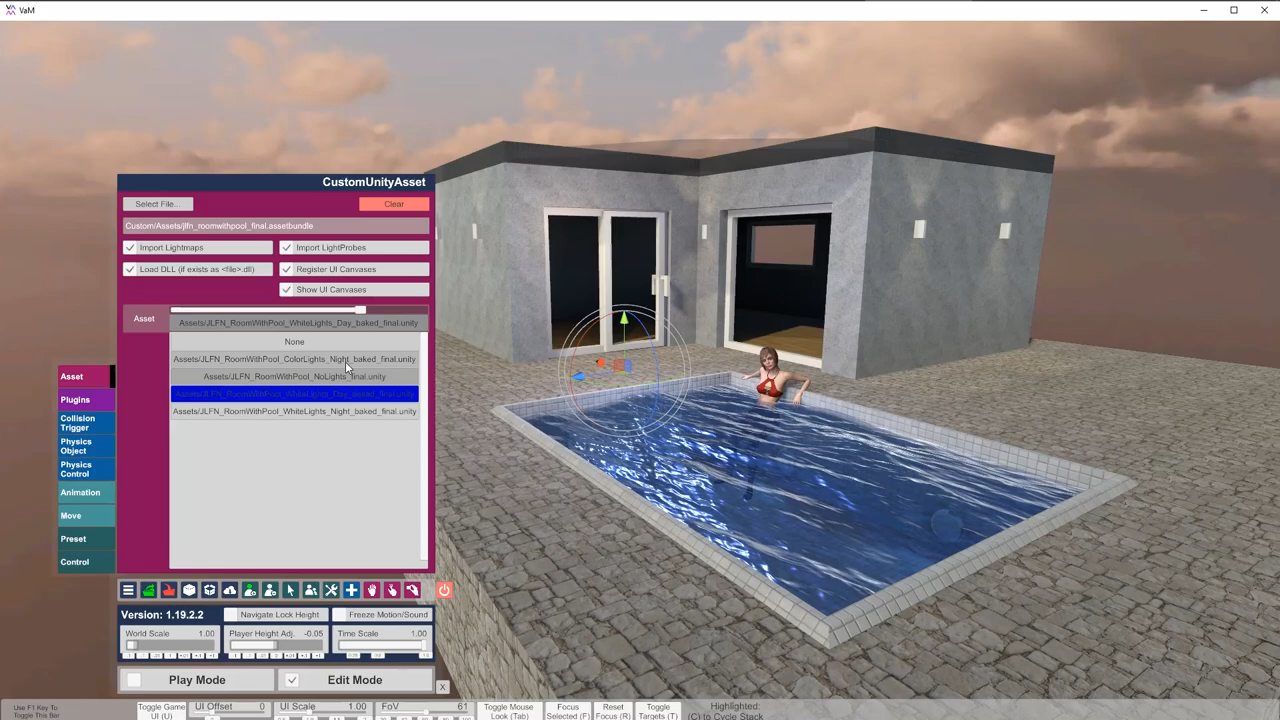 VaM
CustomUnityAsset
Select File...
Clear
Custom/Assets/jlfn_roomwithpool_final.assetbundle
Import Lightmaps
Import LightProbes
Load DLL (if exists as <file>.dll)
Register UI Canvases
Show UI Canvases
Asset
Assets/JLFN_RoomWithPool_WhiteLights_Day_baked_final.unity
None
Assets/JLFN_RoomWithPool_ColorLights_Night_baked_final.unity
Assets/JLFN_RoomWithPool_NoLights_final.unity
Assets/JLFN_RoomWithPool_WhiteLights_Day_baked_final.unity
Assets/JLFN_RoomWithPool_WhiteLights_Night_baked_final.unity
Asset
Plugins
Collision
Trigger
Physics
Object
Physics
Control
Animation
Move
Preset
Control
Version: 1.19.2.2
Navigate Lock Height
Freeze Motion/Sound
World Scale 1.00
Player Height Adj. -0.05
Time Scale 1.00
Play Mode
Edit Mode
X
Use F1 Key To
Toggle This Bar
Toggle Game
UI (U)
UI Offset 0
UI Scale 1.00
FoV 61
Toggle Mouse
Look (Tab)
Focus
Selected (F)
Reset
Focus (R)
Toggle
Targets (T)
Highlighted:
(C) to Cycle Stack